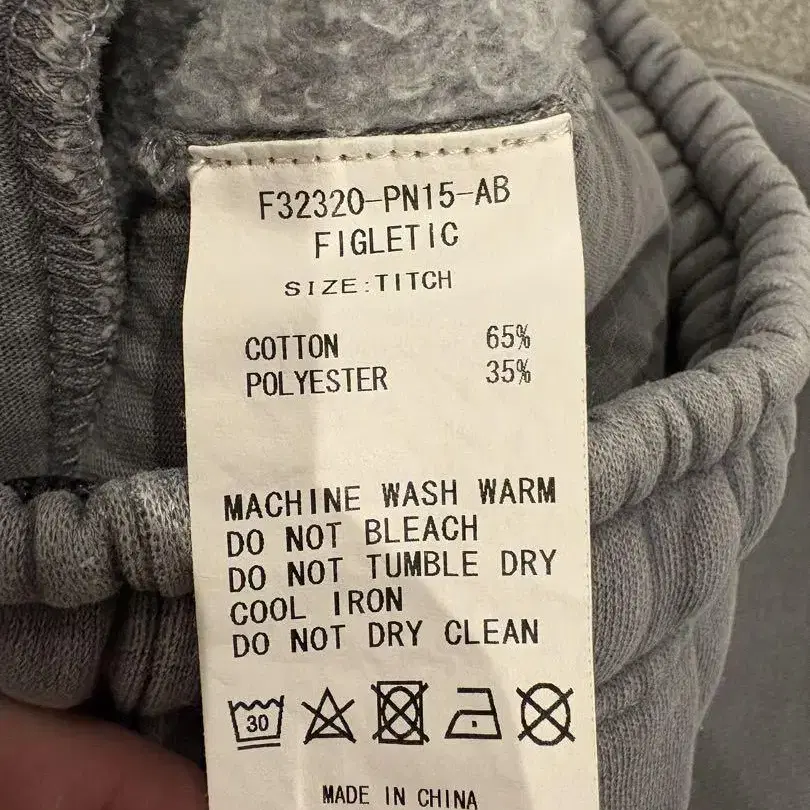 F32320-PN15-AB
FIGLETIC
SIZE:TITCH
COTTON 65%
POLYESTER 35%
MACHINE WASH WARM
DO NOT BLEACH
DO NOT TUMBLE DRY
COOL IRON
DO NOT DRY CLEAN
30
MADE IN CHINA